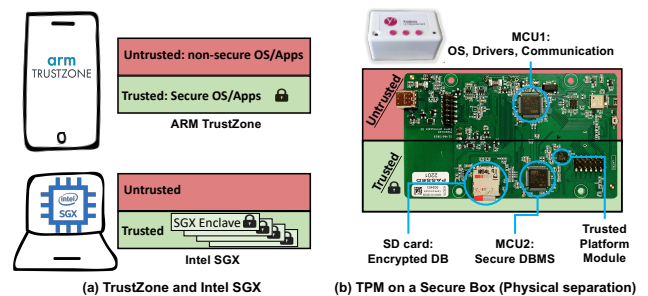 arm
TRUSTZONE
Untrusted: non-secure OS/Apps
Trusted: Secure OS/Apps
ARM TrustZone
intel
SGX
Untrusted
Trusted
SGX Enclave
Intel SGX
(a) TrustZone and Intel SGX
MCU1:
OS, Drivers, Communication
Untrusted
Trusted
2201
SD card:
Encrypted DB
MCU2:
Secure DBMS
Trusted
Platform
Module
(b) TPM on a Secure Box (Physical separation)